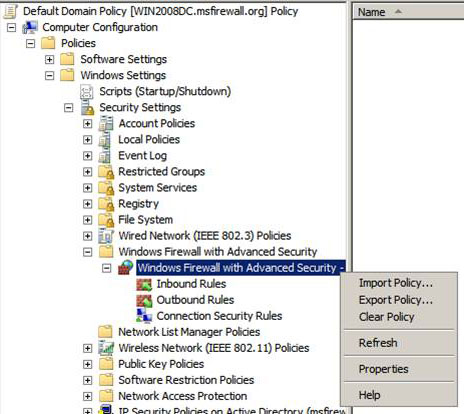 Default Domain Policy [WIN2008DC.msfirewall.org] Policy
Computer Configuration
Policies
Software Settings
Windows Settings
Scripts (Startup/Shutdown)
Security Settings
Account Policies
Local Policies
Event Log
Restricted Groups
System Services
Registry
File System
Wired Network (IEEE 802.3) Policies
Windows Firewall with Advanced Security
Windows Firewall with Advanced Security -
Inbound Rules
Outbound Rules
Connection Security Rules
Network List Manager Policies
Wireless Network (IEEE 802.11) Policies
Public Key Policies
Software Restriction Policies
Network Access Protection
IP Security Policies on Active Directory (msfirew
Name
Import Policy...
Export Policy...
Clear Policy
Refresh
Properties
Help